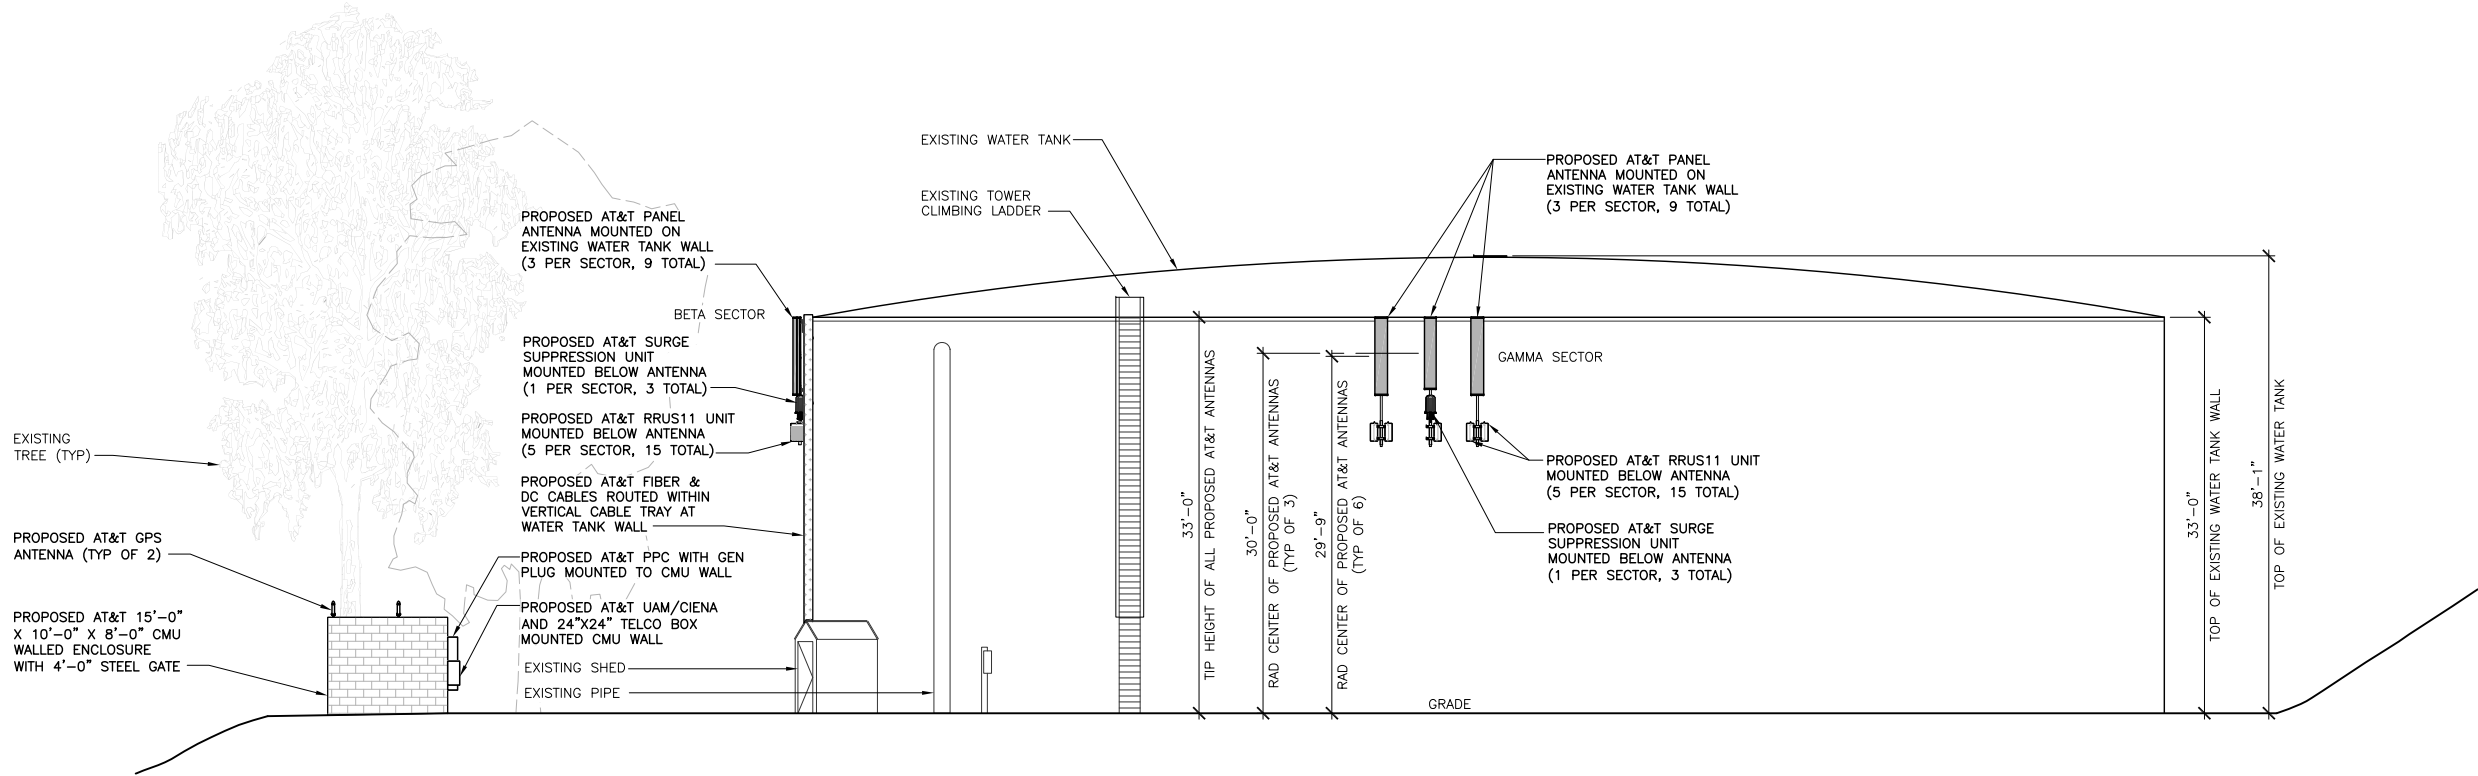 EXISTING WATER TANK
EXISTING TOWER
CLIMBING LADDER
PROPOSED AT&T PANEL
ANTENNA MOUNTED ON
EXISTING WATER TANK WALL
(3 PER SECTOR, 9 TOTAL)
PROPOSED AT&T PANEL
ANTENNA MOUNTED ON
EXISTING WATER TANK WALL
(3 PER SECTOR, 9 TOTAL)
BETA SECTOR
PROPOSED AT&T SURGE
SUPPRESSION UNIT
MOUNTED BELOW ANTENNA
(1 PER SECTOR, 3 TOTAL)
PROPOSED AT&T RRUS11 UNIT
MOUNTED BELOW ANTENNA
(5 PER SECTOR, 15 TOTAL)
PROPOSED AT&T FIBER &
DC CABLES ROUTED WITHIN
VERTICAL CABLE TRAY AT
WATER TANK WALL
PROPOSED AT&T PPC WITH GEN
PLUG MOUNTED TO CMU WALL
PROPOSED AT&T UAM/CIENA
AND 24"X24" TELCO BOX
MOUNTED CMU WALL
EXISTING SHED
EXISTING PIPE
EXISTING
TREE (TYP)
PROPOSED AT&T GPS
ANTENNA (TYP OF 2)
PROPOSED AT&T 15'-0"
X 10'-0" X 8'-0" CMU
WALLED ENCLOSURE
WITH 4'-0" STEEL GATE
33'-0"
TIP HEIGHT OF ALL PROPOSED AT&T ANTENNAS
30'-0"
RAD CENTER OF PROPOSED AT&T ANTENNAS
(TYP OF 3)
29'-9"
RAD CENTER OF PROPOSED AT&T ANTENNAS
(TYP OF 6)
GAMMA SECTOR
PROPOSED AT&T RRUS11 UNIT
MOUNTED BELOW ANTENNA
(5 PER SECTOR, 15 TOTAL)
PROPOSED AT&T SURGE
SUPPRESSION UNIT
MOUNTED BELOW ANTENNA
(1 PER SECTOR, 3 TOTAL)
GRADE
33'-0"
TOP OF EXISTING WATER TANK WALL
38'-1"
TOP OF EXISTING WATER TANK